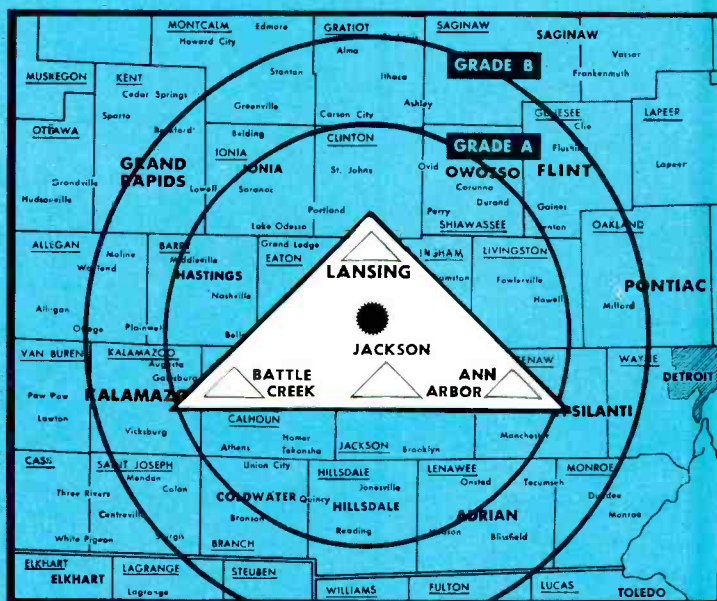 MONTCALM Edmore GRATIOT SAGINAW
Howard City Alma SAGINAW
Vassar
Stanton Frankenmuth
MUSKEGON KENT GRADE B Ithaca
Cedar Springs Ashley
Greenville GENESEE LAPEER
Sparta Carson City Clio
OTTAWA Belding CLINTON GRADE A Flushing
IONIA
GRAND RAPIDS IONIA Ovid OWOSSO FLINT Lapeer
Grandville Lowell Saranac St. Johns Corunna
Hudsonville Durand Gaines
Portland Perry
Lake Odessa SHIAWASSEE OAKLAND
ALLEGAN Moline BARRY Grand Ledge INGHAM LIVINGSTON
Wayland Middleville EATON
HASTINGS LANSING Fowlerville PONTIAC
Nashville Howell Milford
Allegan
Otsego Plainwell
JACKSON
VAN BUREN KALAMAZOO WAYNE
Augusta BATTLE CREEK ANN ARBOR DETROIT
Galesburg
Paw Paw
Lawton CALHOUN Manchester
Vicksburg Athens Homer JACKSON Brooklyn
Tekonsha
CASS SAINT JOSEPH Union City HILLSDALE LENAWEE MONROE
Mendon Jonesville Onsted Tecumseh
Three Rivers Colon COLDWATER Quincy HILLSDALE Dundee
Centreville Bronson ADRIAN Monroe
White Pigeon Sturgis Reading Blissfield
BRANCH
ELKHART LAGRANGE STEUBEN
ELKHART Lagrange WILLIAMS FULTON LUCAS TOLEDO